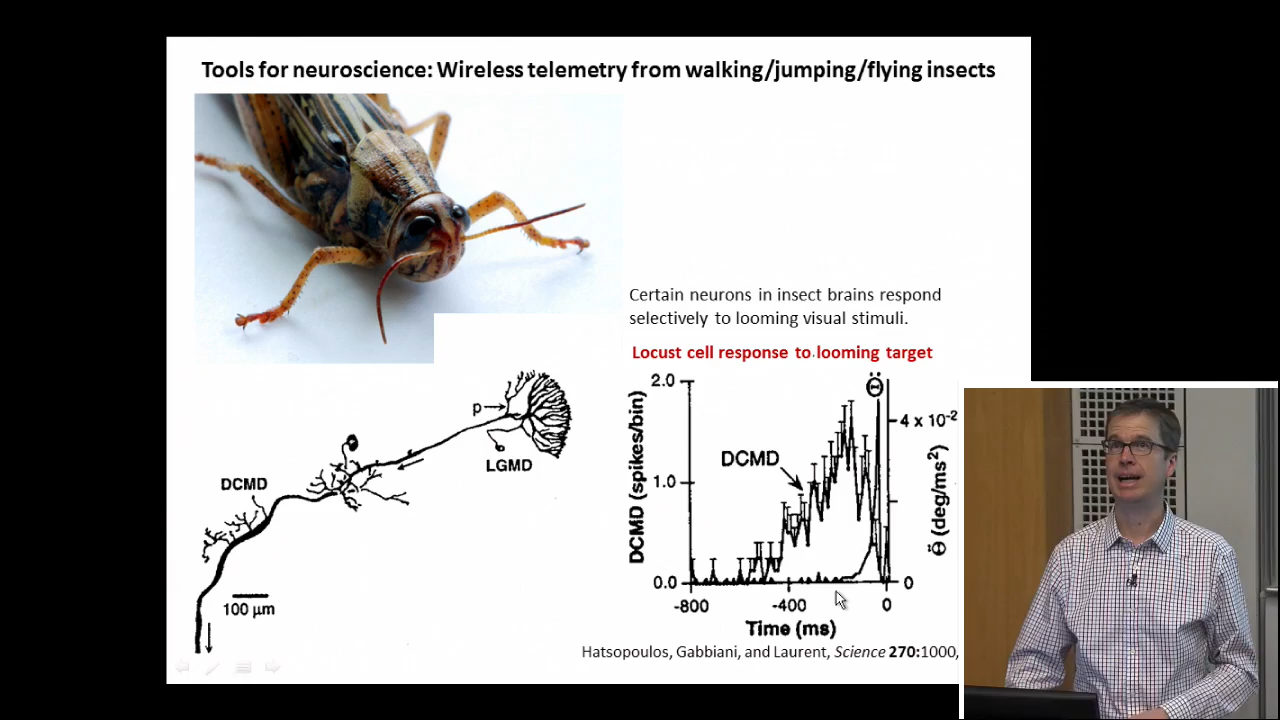 Tools for neuroscience: Wireless telemetry from walking/jumping/flying insects
Certain neurons in insect brains respond
selectively to looming visual stimuli.
Locust cell response to looming target
p
LGMD
DCMD
100 µm
2.0
1.0
0.0
DCMD (spikes/bin)
DCMD
Θ̈
4 x 10-2
0
Θ̈ (deg/ms2)
-800
-400
0
Time (ms)
Hatsopoulos, Gabbiani, and Laurent, Science 270:1000,